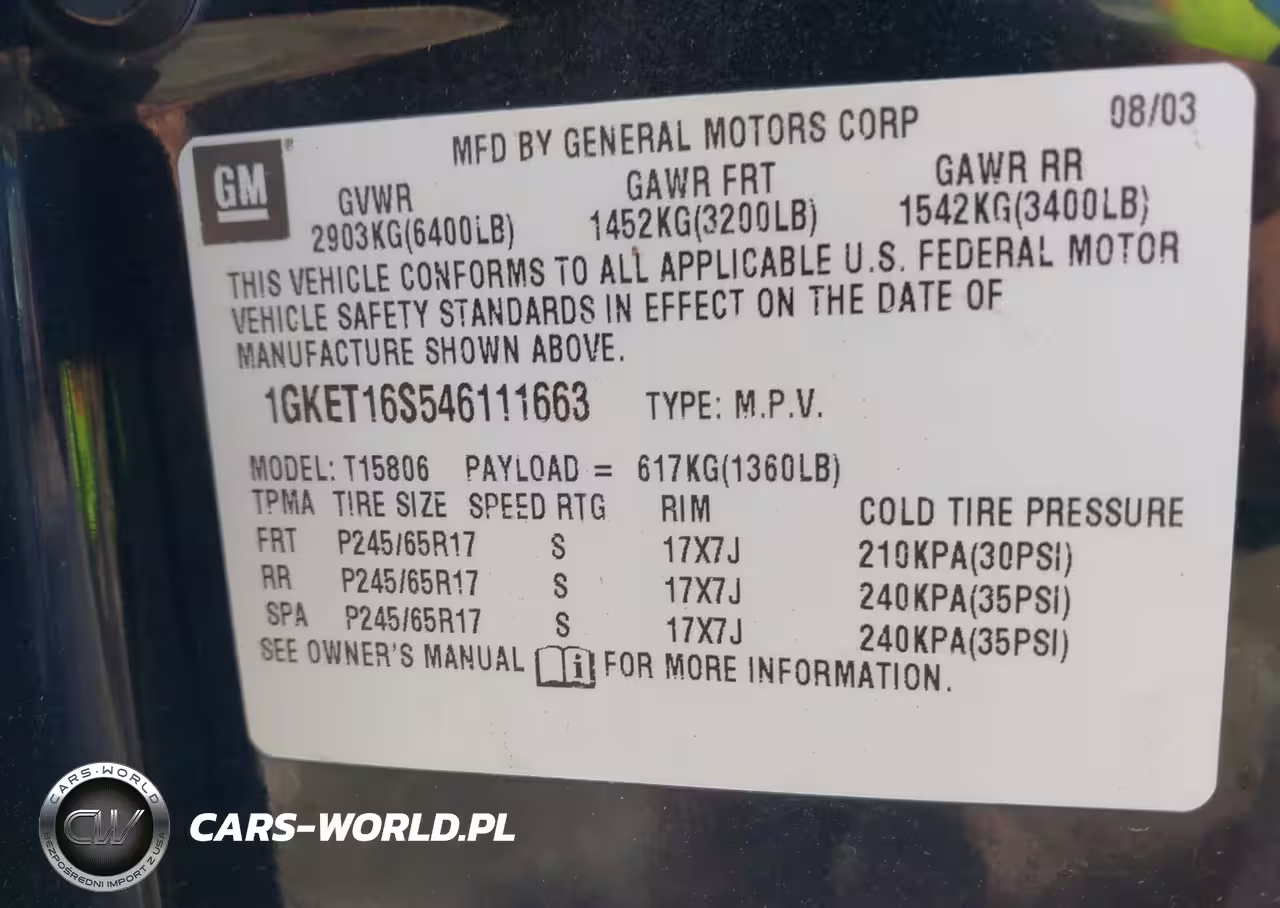 GM®
MFD BY GENERAL MOTORS CORP 08/03
GVWR GAWR FRT GAWR RR
2903KG(6400LB) 1452KG(3200LB) 1542KG(3400LB)
THIS VEHICLE CONFORMS TO ALL APPLICABLE U.S. FEDERAL MOTOR
VEHICLE SAFETY STANDARDS IN EFFECT ON THE DATE OF
MANUFACTURE SHOWN ABOVE.
1GKET16S546111663 TYPE: M.P.V.
MODEL: T15806 PAYLOAD = 617KG(1360LB)
TPMA TIRE SIZE SPEED RTG RIM COLD TIRE PRESSURE
FRT P245/65R17 S 17X7J 210KPA(30PSI)
RR P245/65R17 S 17X7J 240KPA(35PSI)
SPA P245/65R17 S 17X7J 240KPA(35PSI)
SEE OWNER'S MANUAL i FOR MORE INFORMATION.
CARS-WORLD
CW
BEZPOŚREDNI IMPORT Z USA
CARS-WORLD.PL